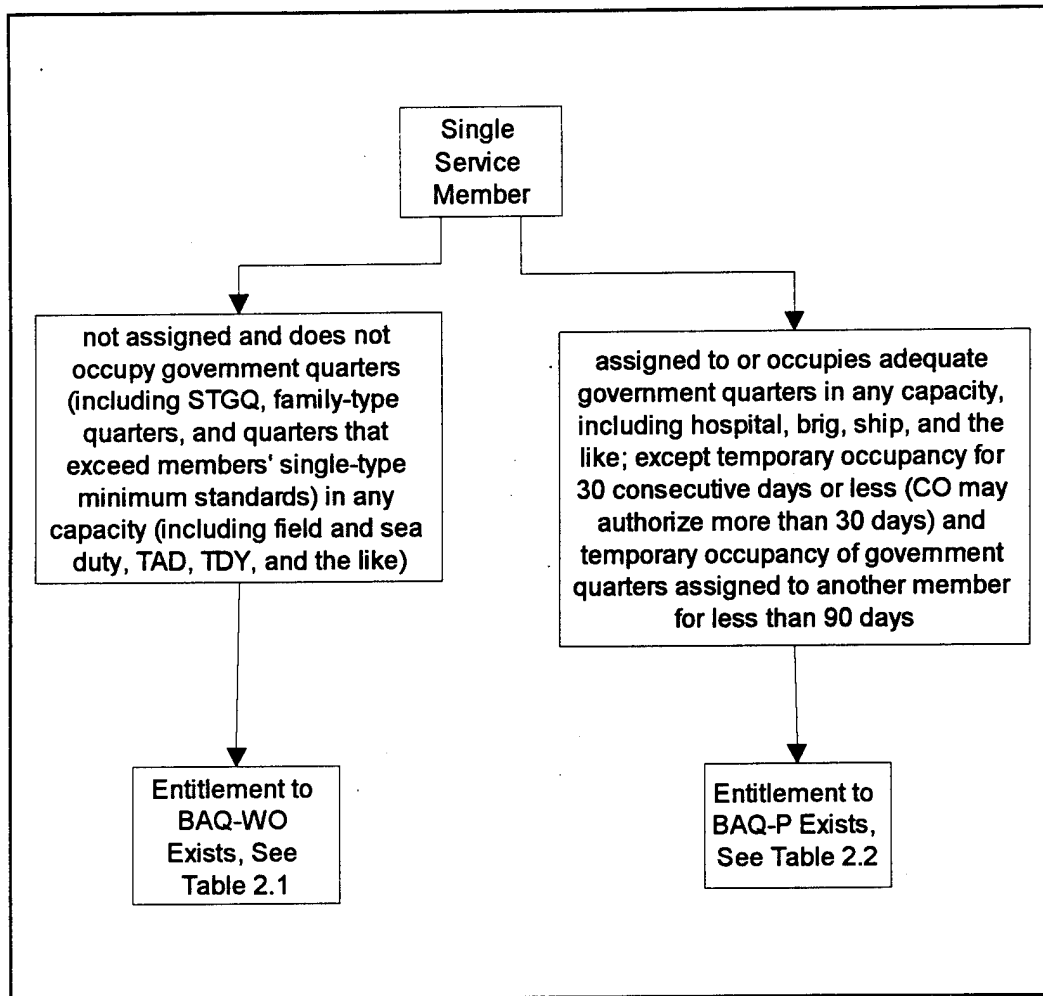 Single
Service
Member
not assigned and does not
occupy government quarters
(including STGQ, family-type
quarters, and quarters that
exceed members' single-type
minimum standards) in any
capacity (including field and sea
duty, TAD, TDY, and the like)
assigned to or occupies adequate
government quarters in any capacity,
including hospital, brig, ship, and the
like; except temporary occupancy for
30 consecutive days or less (CO may
authorize more than 30 days) and
temporary occupancy of government
quarters assigned to another member
for less than 90 days
Entitlement to
BAQ-WO
Exists, See
Table 2.1
Entitlement to
BAQ-P Exists,
See Table 2.2